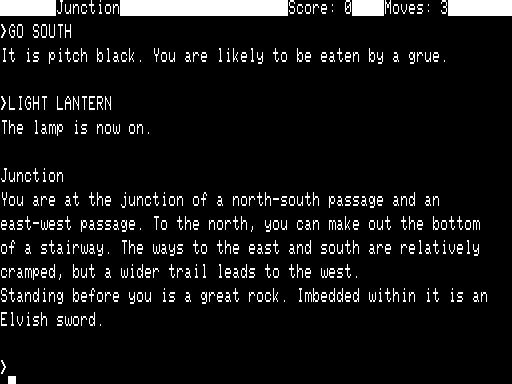 Junction Score: 0 Moves: 3
>GO SOUTH
It is pitch black. You are likely to be eaten by a grue.
>LIGHT LANTERN
The lamp is now on.
Junction
You are at the junction of a north-south passage and an
east-west passage. To the north, you can make out the bottom
of a stairway. The ways to the east and south are relatively
cramped, but a wider trail leads to the west.
Standing before you is a great rock. Imbedded within it is an
Elvish sword.
>